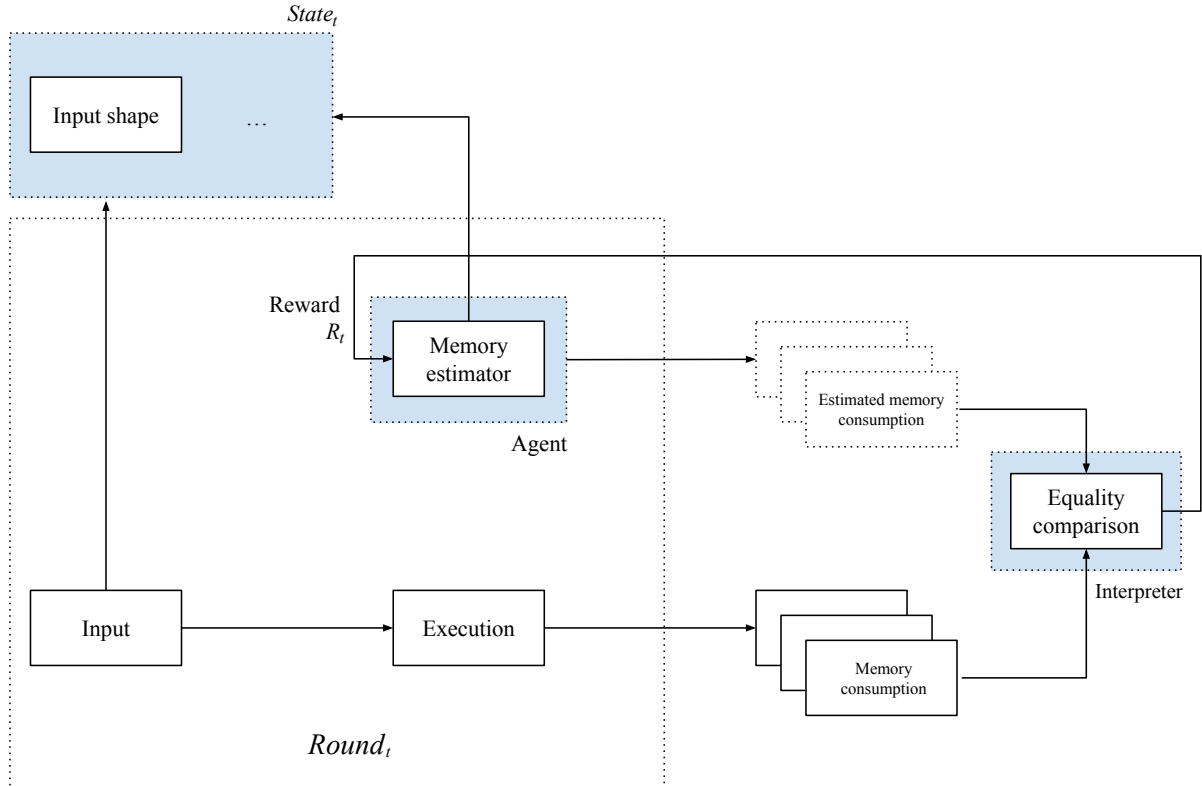 State_t
Input shape
…
Reward
R_t
Memory
estimator
Agent
Estimated memory
consumption
Equality
comparison
Interpreter
Input
Execution
Memory
consumption
Round_t